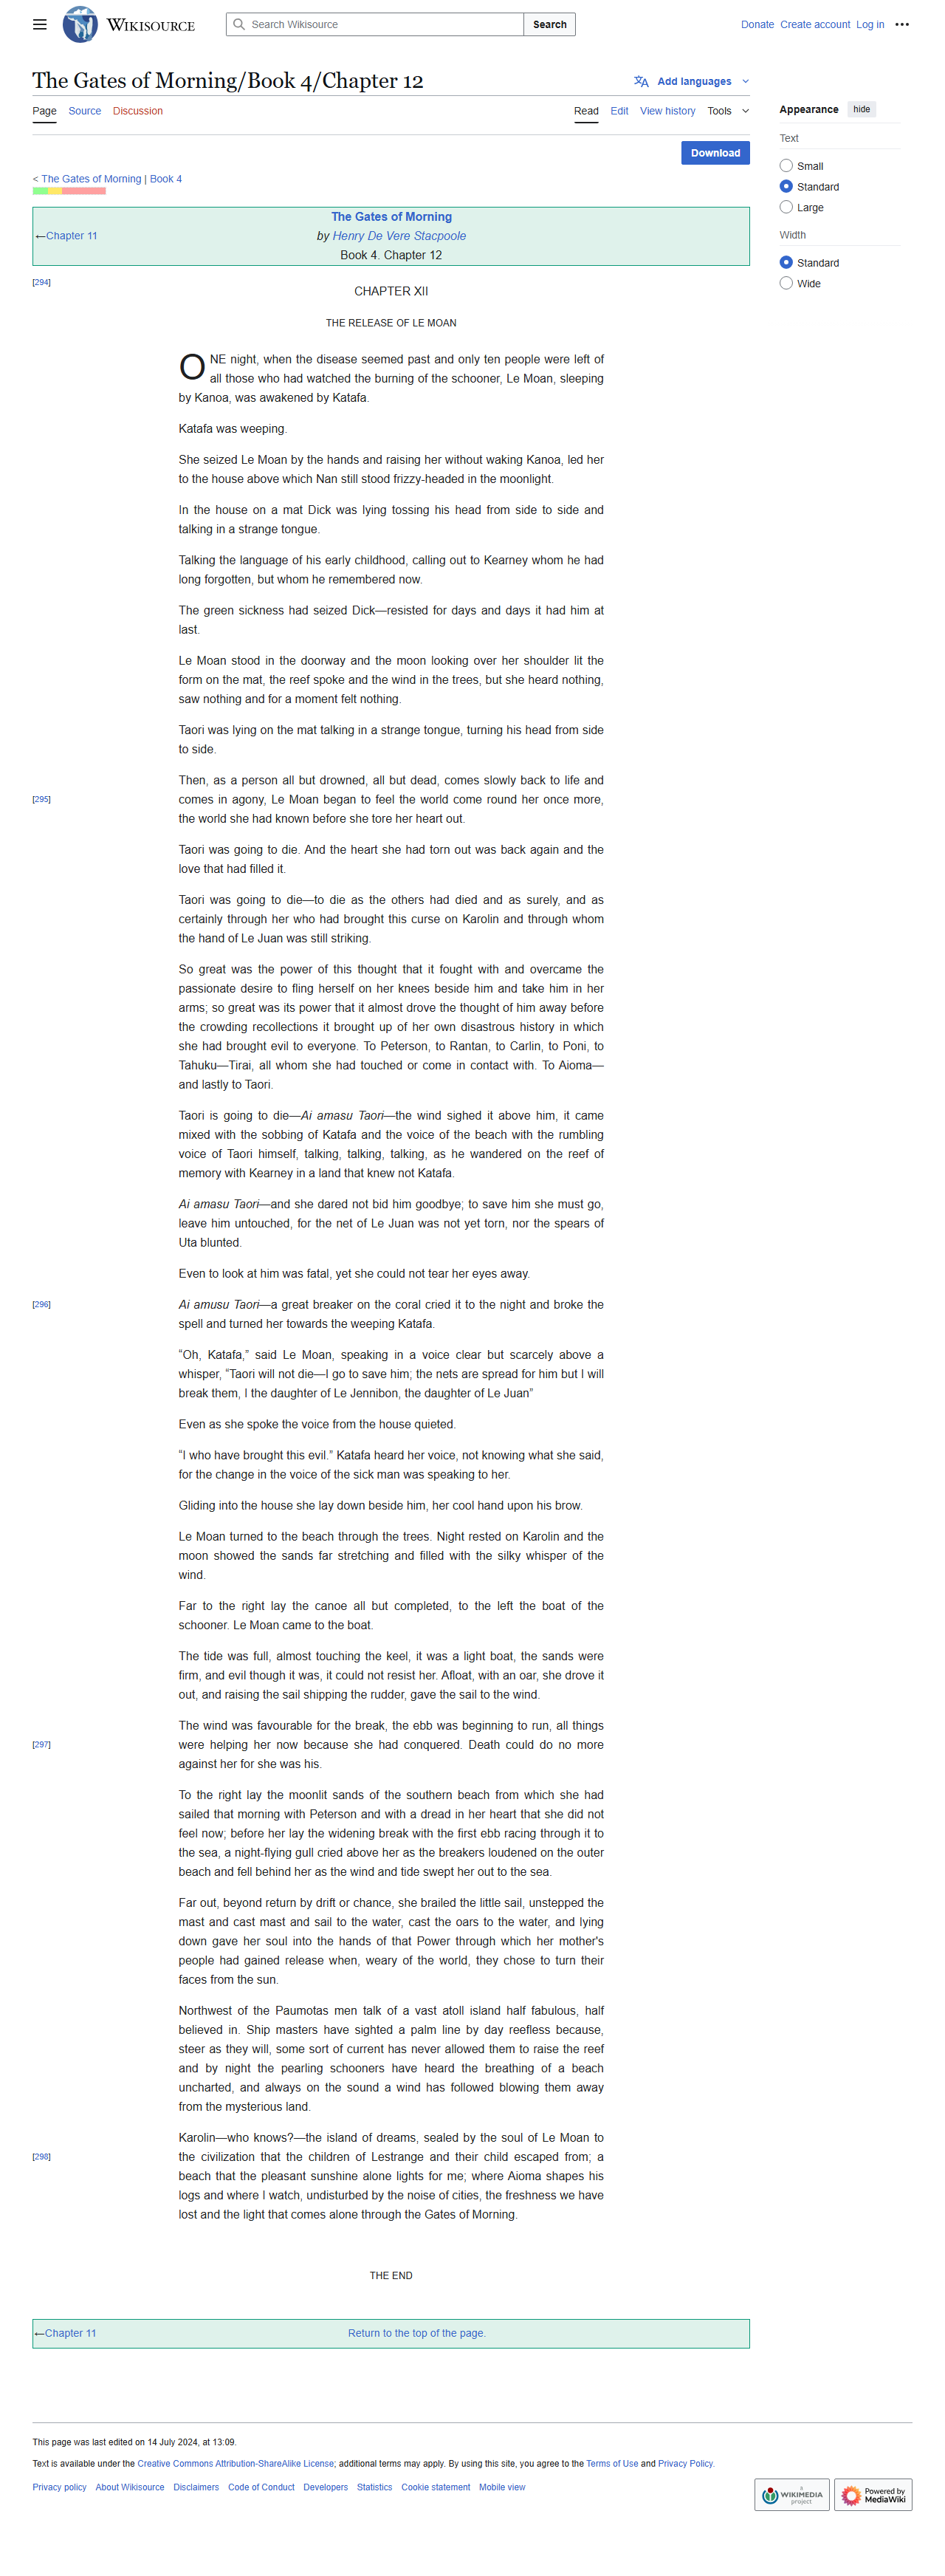 WIKISOURCE
Search Wikisource
Search
Donate Create account Log in
The Gates of Morning/Book 4/Chapter 12
Add languages
Page Source Discussion
Read Edit View history Tools
Download
< The Gates of Morning | Book 4
Appearance hide
Text
Small
Standard
Large
Width
Standard
Wide
The Gates of Morning
←Chapter 11
by Henry De Vere Stacpoole
Book 4. Chapter 12
[294]
CHAPTER XII
THE RELEASE OF LE MOAN
ONE night, when the disease seemed past and only ten people were left of
all those who had watched the burning of the schooner, Le Moan, sleeping
by Kanoa, was awakened by Katafa.
Katafa was weeping.
She seized Le Moan by the hands and raising her without waking Kanoa, led her
to the house above which Nan still stood frizzy-headed in the moonlight.
In the house on a mat Dick was lying tossing his head from side to side and
talking in a strange tongue.
Talking the language of his early childhood, calling out to Kearney whom he had
long forgotten, but whom he remembered now.
The green sickness had seized Dick—resisted for days and days it had him at
last.
Le Moan stood in the doorway and the moon looking over her shoulder lit the
form on the mat, the reef spoke and the wind in the trees, but she heard nothing,
saw nothing and for a moment felt nothing.
Taori was lying on the mat talking in a strange tongue, turning his head from side
to side.
Then, as a person all but drowned, all but dead, comes slowly back to life and
[295]
comes in agony, Le Moan began to feel the world come round her once more,
the world she had known before she tore her heart out.
Taori was going to die. And the heart she had torn out was back again and the
love that had filled it.
Taori was going to die—to die as the others had died and as surely, and as
certainly through her who had brought this curse on Karolin and through whom
the hand of Le Juan was still striking.
So great was the power of this thought that it fought with and overcame the
passionate desire to fling herself on her knees beside him and take him in her
arms; so great was its power that it almost drove the thought of him away before
the crowding recollections it brought up of her own disastrous history in which
she had brought evil to everyone. To Peterson, to Rantan, to Carlin, to Poni, to
Tahuku—Tirai, all whom she had touched or come in contact with. To Aioma—
and lastly to Taori.
Taori is going to die—Ai amasu Taori—the wind sighed it above him, it came
mixed with the sobbing of Katafa and the voice of the beach with the rumbling
voice of Taori himself, talking, talking, talking, as he wandered on the reef of
memory with Kearney in a land that knew not Katafa.
Ai amasu Taori—and she dared not bid him goodbye; to save him she must go,
leave him untouched, for the net of Le Juan was not yet torn, nor the spears of
Uta blunted.
Even to look at him was fatal, yet she could not tear her eyes away.
[296]
Ai amusu Taori—a great breaker on the coral cried it to the night and broke the
spell and turned her towards the weeping Katafa.
“Oh, Katafa,” said Le Moan, speaking in a voice clear but scarcely above a
whisper, “Taori will not die—I go to save him; the nets are spread for him but I will
break them, I the daughter of Le Jennibon, the daughter of Le Juan”
Even as she spoke the voice from the house quieted.
“I who have brought this evil.” Katafa heard her voice, not knowing what she said,
for the change in the voice of the sick man was speaking to her.
Gliding into the house she lay down beside him, her cool hand upon his brow.
Le Moan turned to the beach through the trees. Night rested on Karolin and the
moon showed the sands far stretching and filled with the silky whisper of the
wind.
Far to the right lay the canoe all but completed, to the left the boat of the
schooner. Le Moan came to the boat.
The tide was full, almost touching the keel, it was a light boat, the sands were
firm, and evil though it was, it could not resist her. Afloat, with an oar, she drove it
out, and raising the sail shipping the rudder, gave the sail to the wind.
The wind was favourable for the break, the ebb was beginning to run, all things
[297]
were helping her now because she had conquered. Death could do no more
against her for she was his.
To the right lay the moonlit sands of the southern beach from which she had
sailed that morning with Peterson and with a dread in her heart that she did not
feel now; before her lay the widening break with the first ebb racing through it to
the sea, a night-flying gull cried above her as the breakers loudened on the outer
beach and fell behind her as the wind and tide swept her out to the sea.
Far out, beyond return by drift or chance, she brailed the little sail, unstepped the
mast and cast mast and sail to the water, cast the oars to the water, and lying
down gave her soul into the hands of that Power through which her mother's
people had gained release when, weary of the world, they chose to turn their
faces from the sun.
Northwest of the Paumotas men talk of a vast atoll island half fabulous, half
believed in. Ship masters have sighted a palm line by day reefless because,
steer as they will, some sort of current has never allowed them to raise the reef
and by night the pearling schooners have heard the breathing of a beach
uncharted, and always on the sound a wind has followed blowing them away
from the mysterious land.
Karolin—who knows?—the island of dreams, sealed by the soul of Le Moan to
[298]
the civilization that the children of Lestrange and their child escaped from; a
beach that the pleasant sunshine alone lights for me; where Aioma shapes his
logs and where I watch, undisturbed by the noise of cities, the freshness we have
lost and the light that comes alone through the Gates of Morning.
THE END
←Chapter 11
Return to the top of the page.
This page was last edited on 14 July 2024, at 13:09.
Text is available under the Creative Commons Attribution-ShareAlike License; additional terms may apply. By using this site, you agree to the Terms of Use and Privacy Policy.
Privacy policy About Wikisource Disclaimers Code of Conduct Developers Statistics Cookie statement Mobile view
a
WIKIMEDIA
project
Powered by
MediaWiki